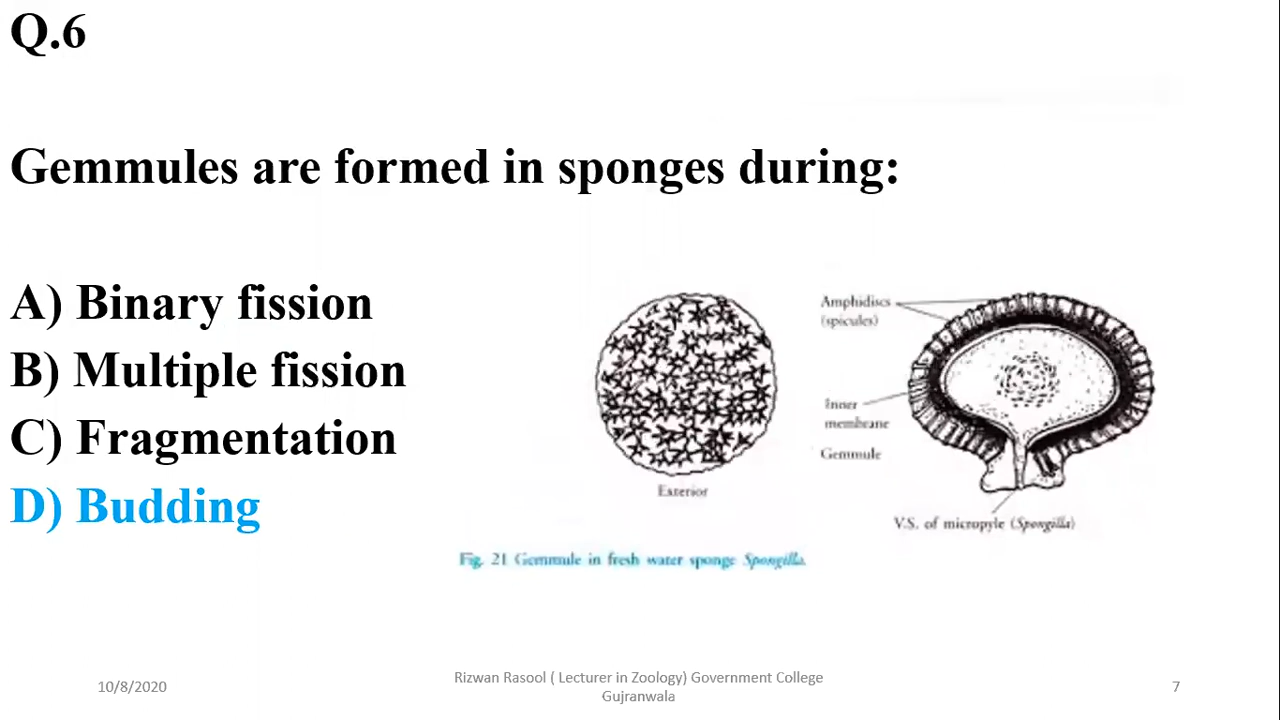 Q.6
Gemmules are formed in sponges during:
A) Binary fission
B) Multiple fission
C) Fragmentation
D) Budding
Amphidiscs
(spicules)
Inner
membrane
Gemmule
Exterior
V.S. of micropyle (Spongilla)
Fig. 21 Gemmule in fresh water sponge Spongilla.
10/8/2020
Rizwan Rasool ( Lecturer in Zoology) Government College
Gujranwala
7